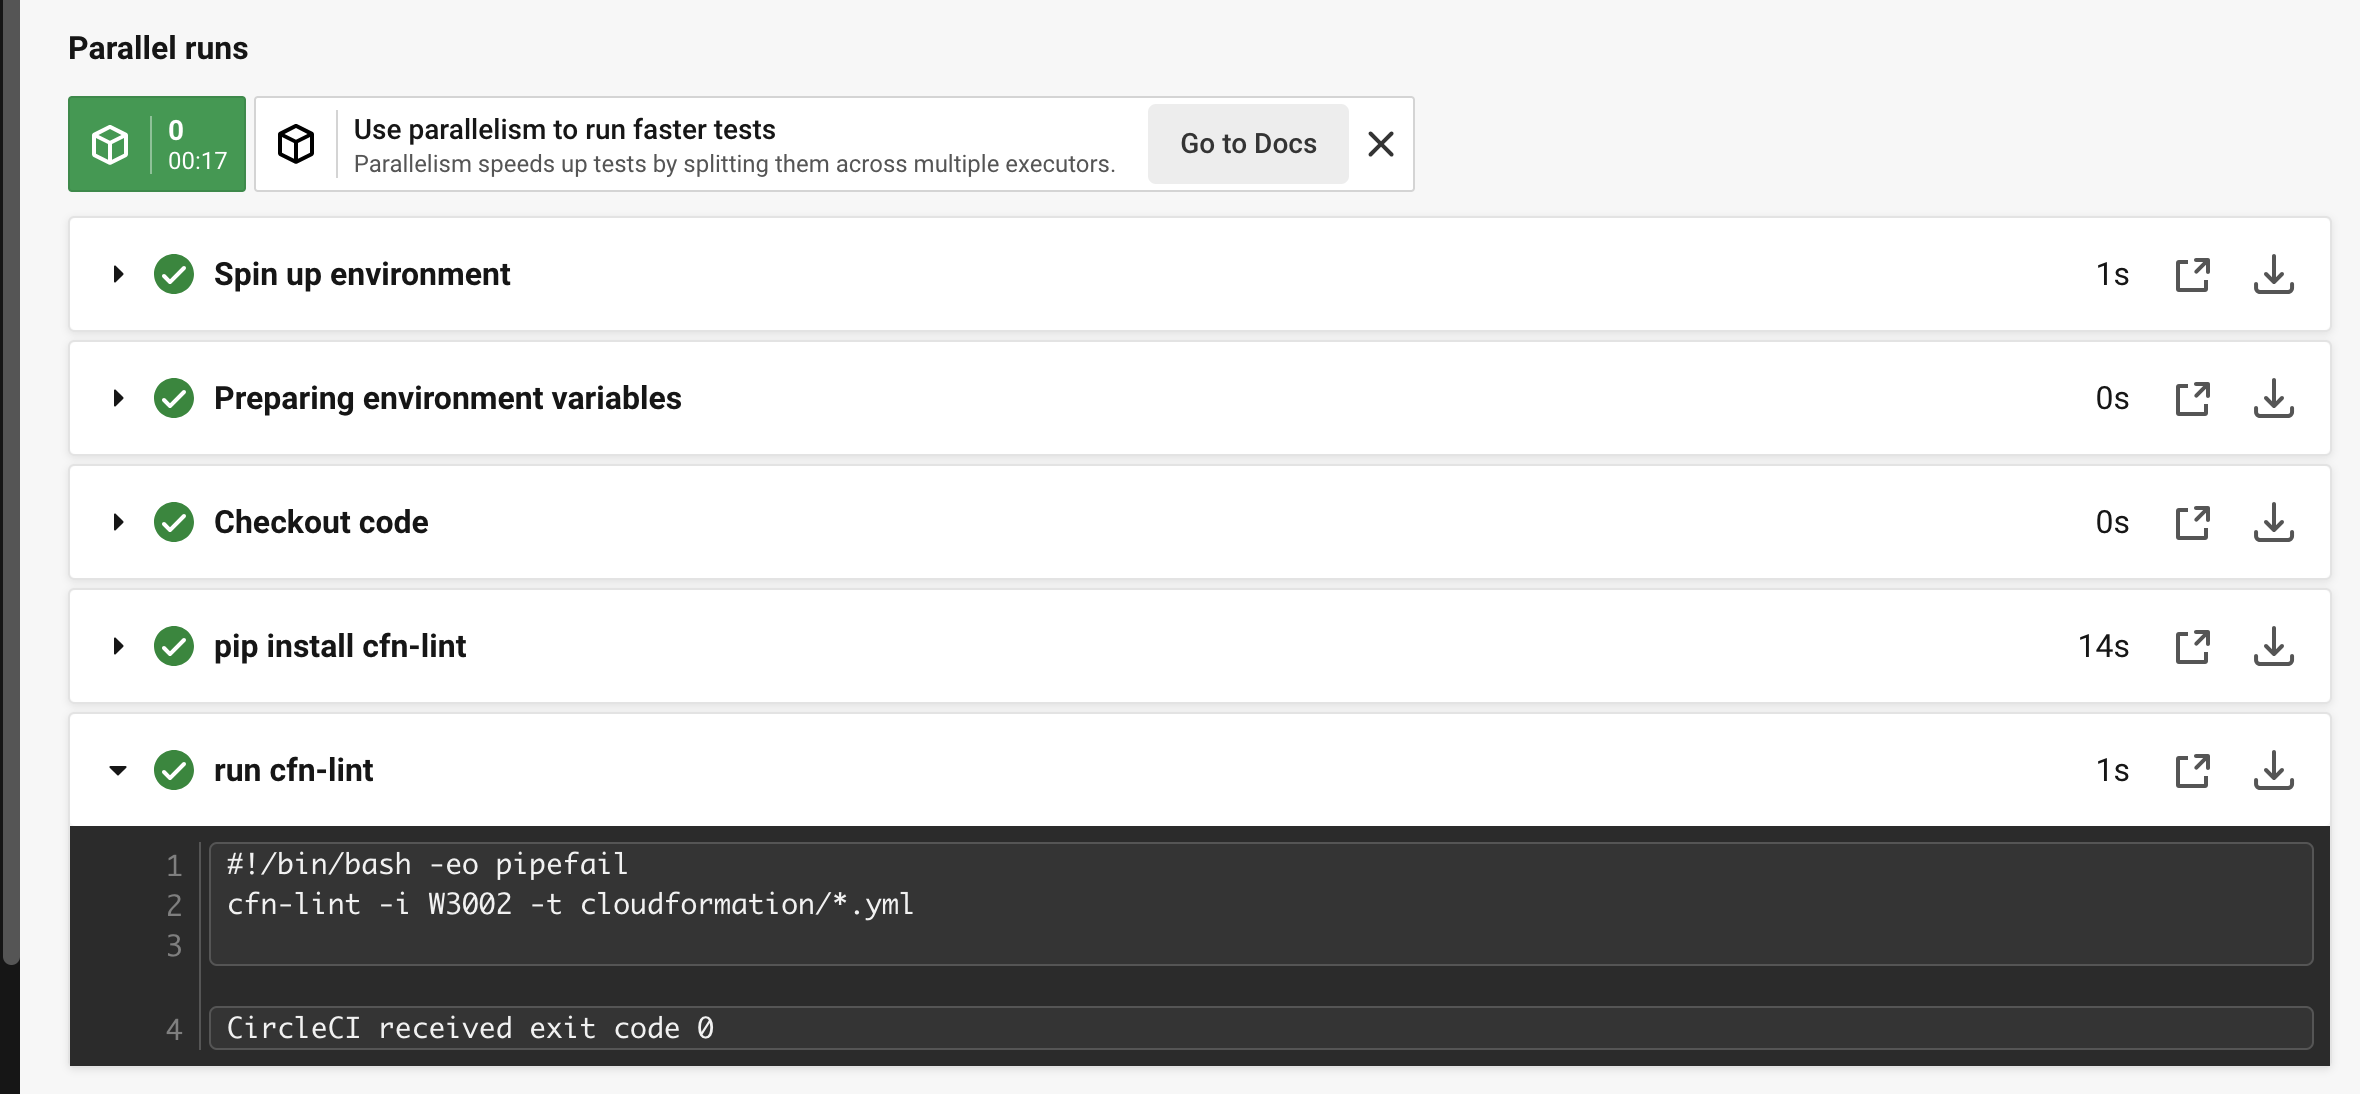 Parallel runs
0
00:17
Use parallelism to run faster tests
Parallelism speeds up tests by splitting them across multiple executors.
Go to Docs
Spin up environment
1s
Preparing environment variables
0s
Checkout code
0s
pip install cfn-lint
14s
run cfn-lint
1s
1 #!/bin/bash -eo pipefail
2 cfn-lint -i W3002 -t cloudformation/*.yml
3
4 CircleCI received exit code 0